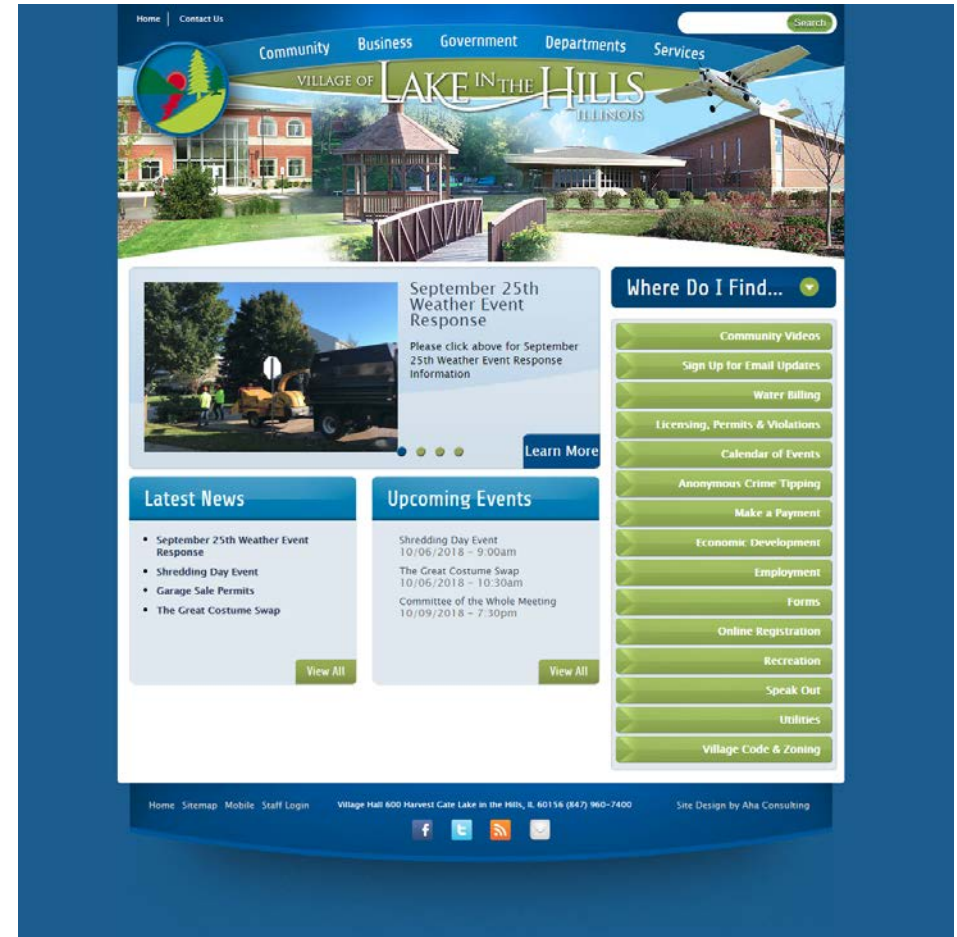 Home | Contact Us
Search
Community Business Government Departments Services
VILLAGE OF LAKE IN THE HILLS
ILLINOIS
September 25th
Weather Event
Response
Please click above for September
25th Weather Event Response
Information
Learn More
Where Do I Find...
Community Videos
Sign Up for Email Updates
Water Billing
Licensing, Permits & Violations
Calendar of Events
Anonymous Crime Tipping
Make a Payment
Economic Development
Employment
Forms
Online Registration
Recreation
Speak Out
Utilities
Village Code & Zoning
Latest News
September 25th Weather Event
Response
Shredding Day Event
Garage Sale Permits
The Great Costume Swap
View All
Upcoming Events
Shredding Day Event
10/06/2018 - 9:00am
The Great Costume Swap
10/06/2018 - 10:30am
Committee of the Whole Meeting
10/09/2018 - 7:30pm
View All
Home Sitemap Mobile Staff Login
Village Hall 600 Harvest Gate Lake in the Hills, IL 60156 (847) 960-7400
Site Design by Aha Consulting